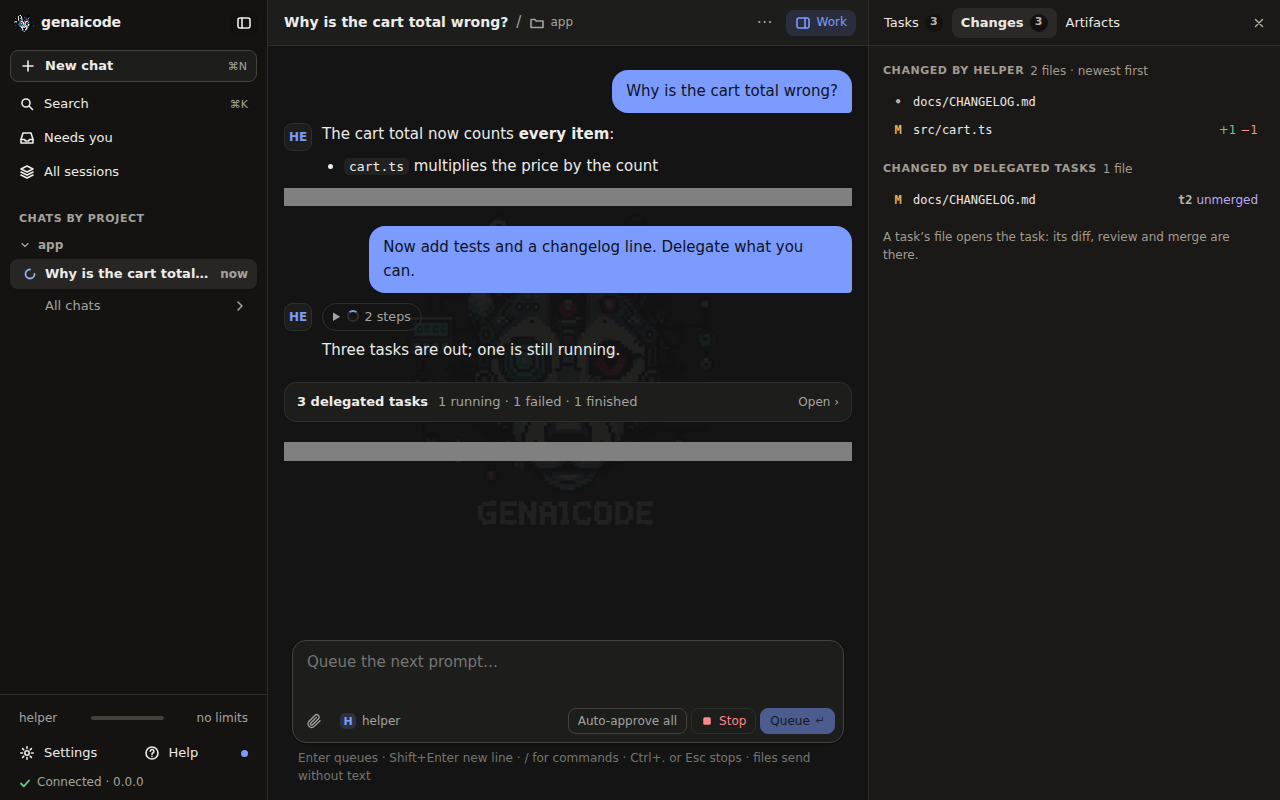 genaicode
New chat ⌘N
Search ⌘K
Needs you
All sessions
CHATS BY PROJECT
app
Why is the cart total… now
All chats
helper no limits
Settings Help
Connected · 0.0.0
Why is the cart total wrong? / app
··· Work
Why is the cart total wrong?
HE The cart total now counts every item:
• cart.ts multiplies the price by the count
Now add tests and a changelog line. Delegate what you
can.
HE 2 steps
Three tasks are out; one is still running.
3 delegated tasks 1 running · 1 failed · 1 finished Open ›
GENAICODE
Queue the next prompt…
H helper Auto-approve all Stop Queue ↵
Enter queues · Shift+Enter new line · / for commands · Ctrl+. or Esc stops · files send
without text
Tasks 3 Changes 3 Artifacts
CHANGED BY HELPER 2 files · newest first
• docs/CHANGELOG.md
M src/cart.ts +1 −1
CHANGED BY DELEGATED TASKS 1 file
M docs/CHANGELOG.md t2 unmerged
A task’s file opens the task: its diff, review and merge are
there.